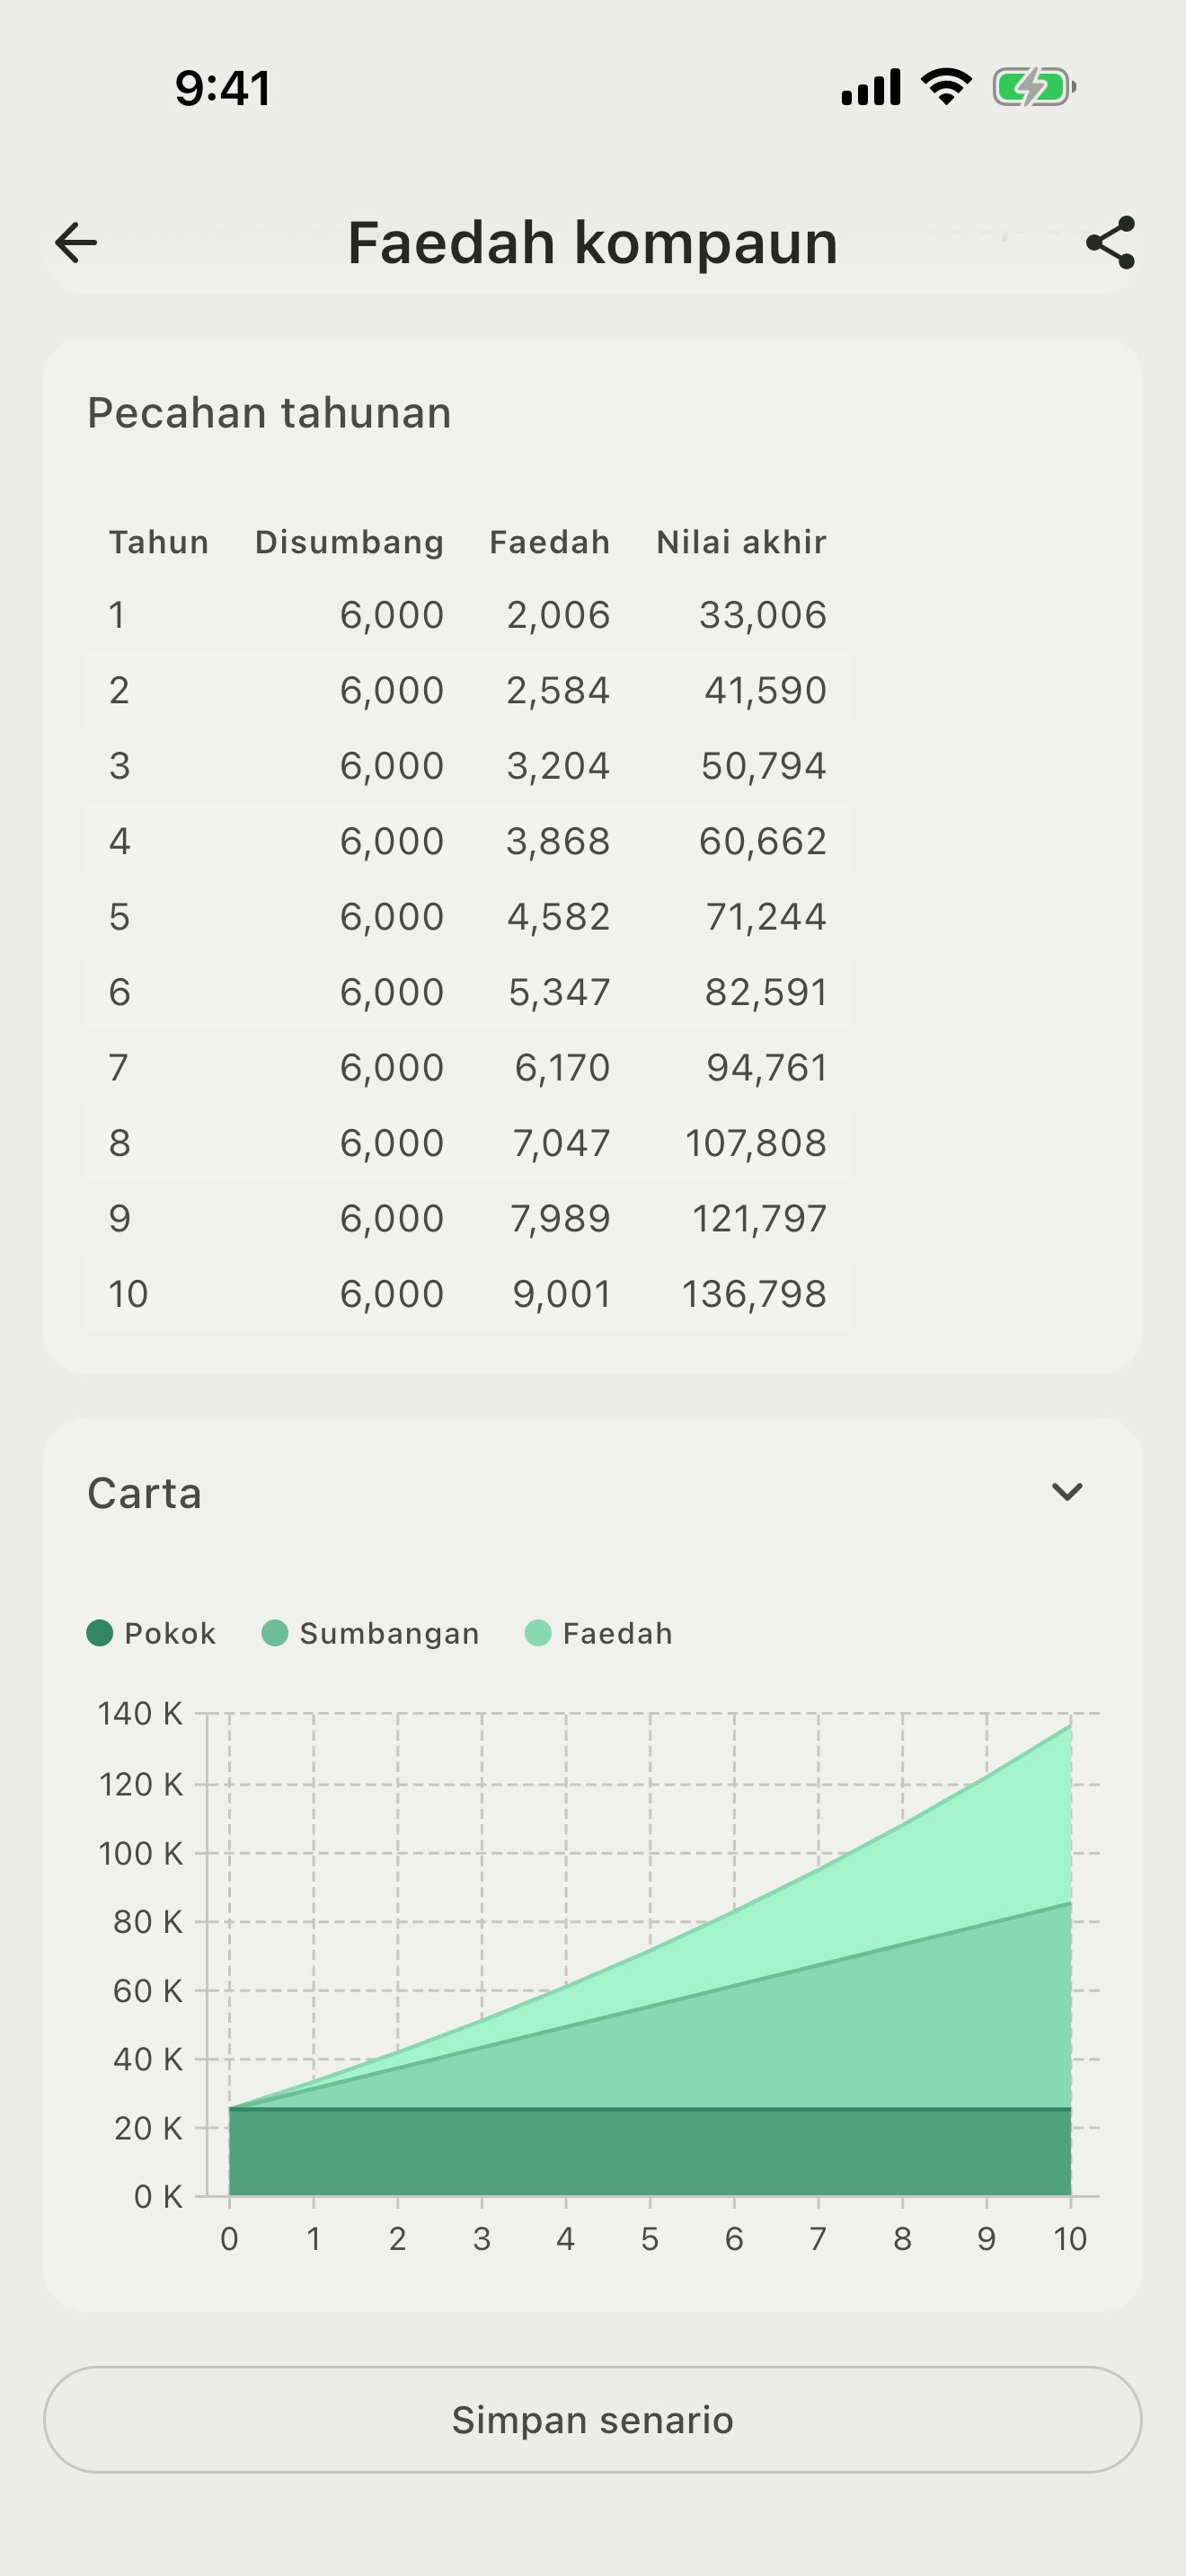 9:41
Faedah kompaun
Pecahan tahunan
Tahun Disumbang Faedah Nilai akhir
1 6,000 2,006 33,006
2 6,000 2,584 41,590
3 6,000 3,204 50,794
4 6,000 3,868 60,662
5 6,000 4,582 71,244
6 6,000 5,347 82,591
7 6,000 6,170 94,761
8 6,000 7,047 107,808
9 6,000 7,989 121,797
10 6,000 9,001 136,798
Carta
Pokok Sumbangan Faedah
140 K
120 K
100 K
80 K
60 K
40 K
20 K
0 K
0 1 2 3 4 5 6 7 8 9 10
Simpan senario